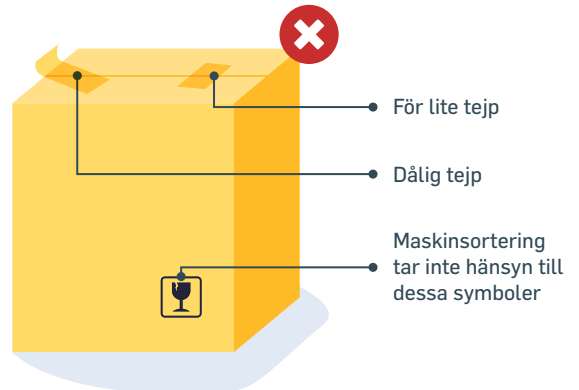 För lite tejp
Dålig tejp
Maskinsortering
tar inte hänsyn till
dessa symboler